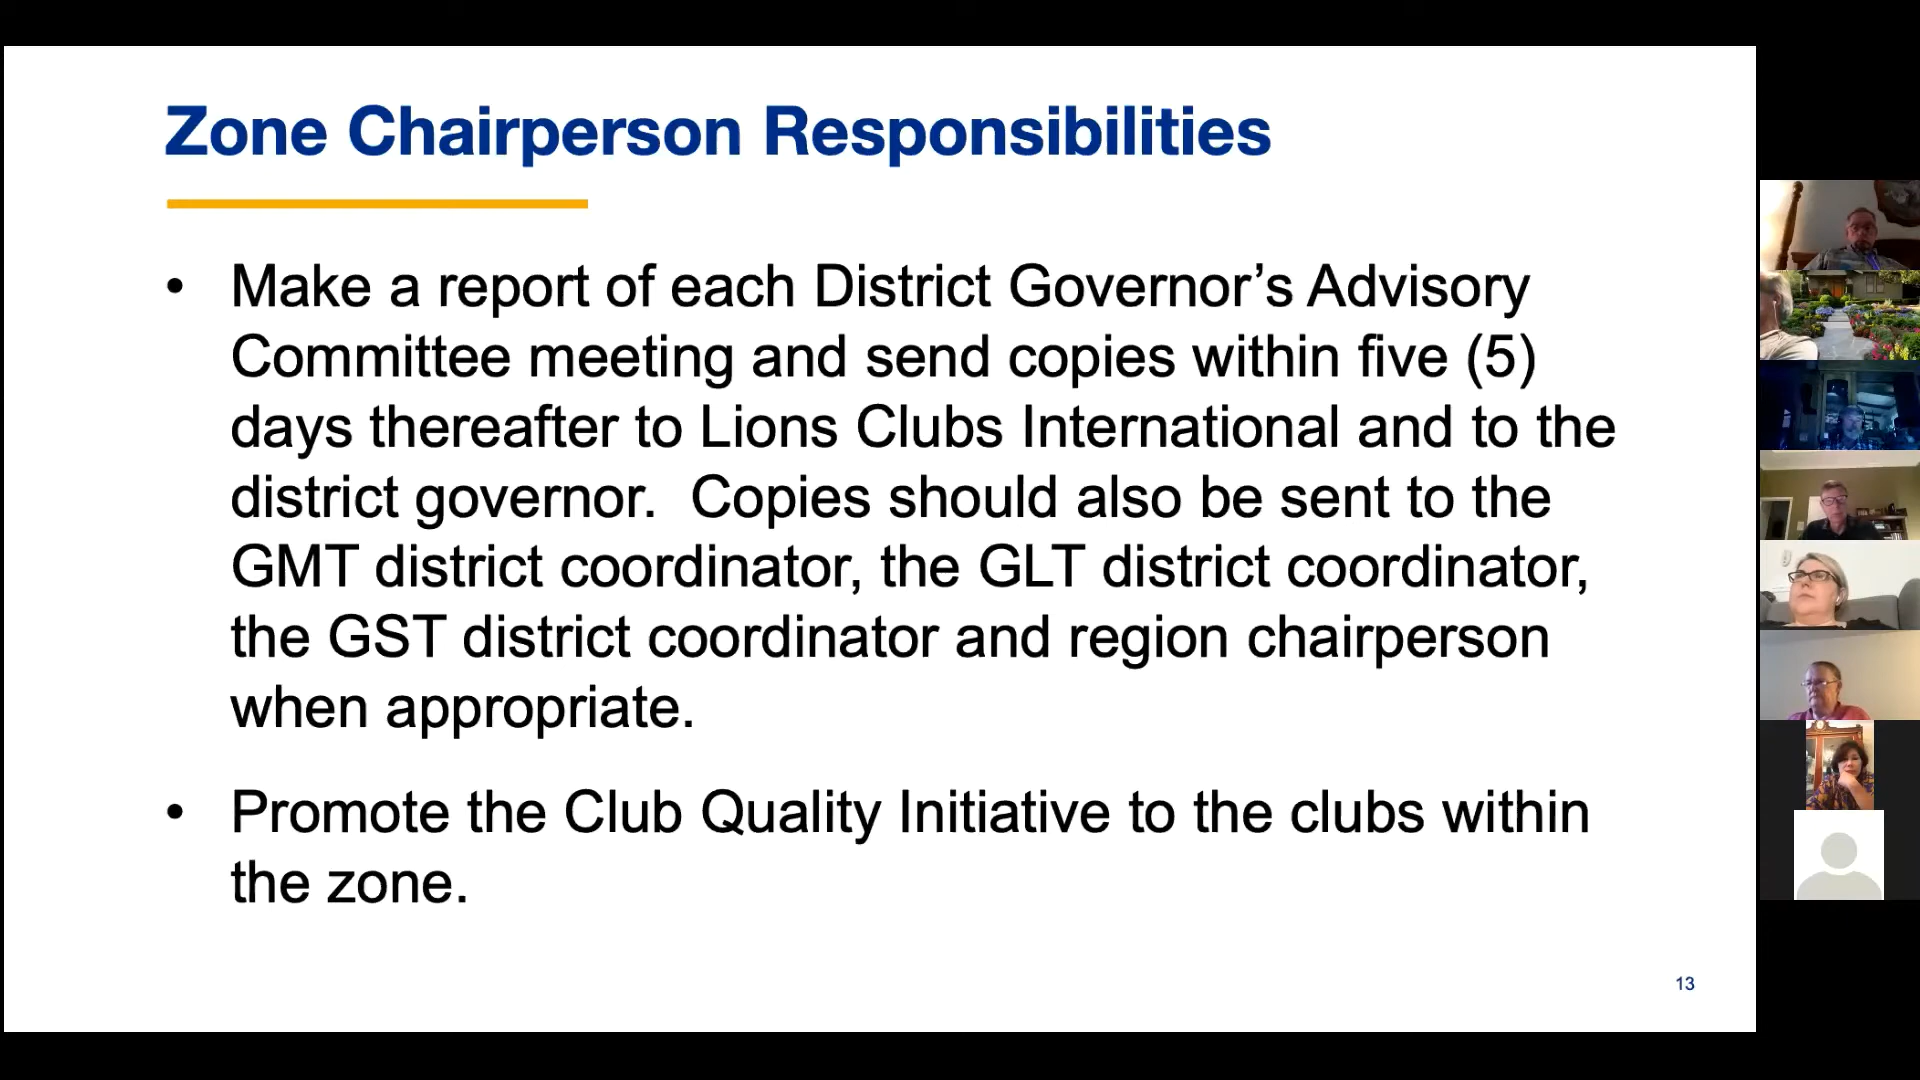 Zone Chairperson Responsibilities
• Make a report of each District Governor’s Advisory
Committee meeting and send copies within five (5)
days thereafter to Lions Clubs International and to the
district governor.  Copies should also be sent to the
GMT district coordinator, the GLT district coordinator,
the GST district coordinator and region chairperson
when appropriate.
• Promote the Club Quality Initiative to the clubs within
the zone.
13